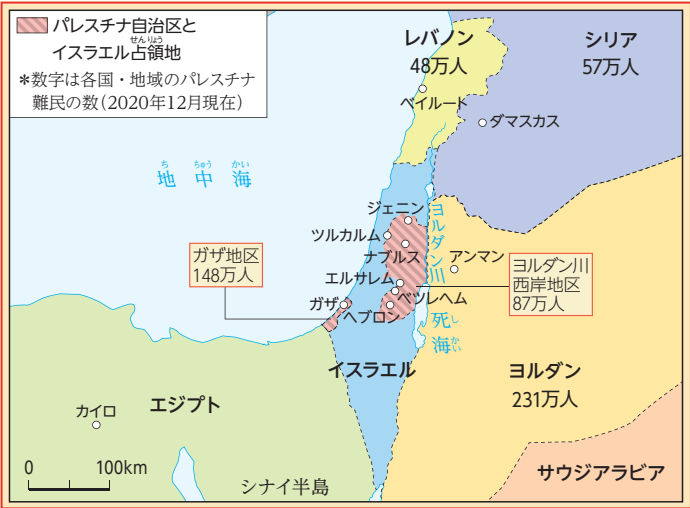 パレスチナ自治区と
イスラエル占領地
せんりょう
*数字は各国・地域のパレスチナ
難民の数(2020年12月現在)
レバノン
48万人
ベイルート
シリア
57万人
ダマスカス
ち ちゅう かい
地中海
ジェニン
ツルカルム
ナブルス
ヨルダン川
アンマン
ガザ地区
148万人
エルサレム
ベツレヘム
ガザ
ヘブロン
ヨルダン川
西岸地区
87万人
死海
し
かい
イスラエル
ヨルダン
231万人
エジプト
カイロ
0 100km
シナイ半島
サウジアラビア